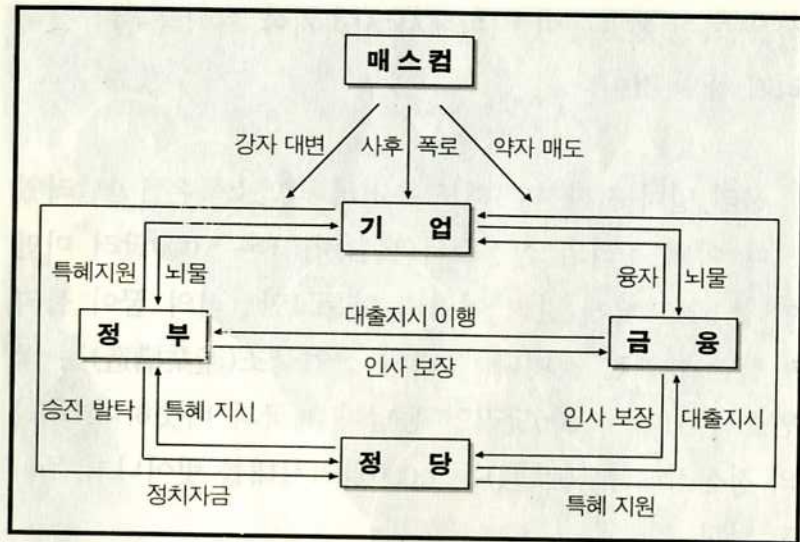 매스컴
강자 대변 사후 폭로 약자 매도
기 업
특혜지원 뇌물 융자 뇌물
정 부 대출지시 이행 금 융
인사 보장
승진 발탁 특혜 지시 인사 보장 대출지시
정 당
정치자금 특혜 지원